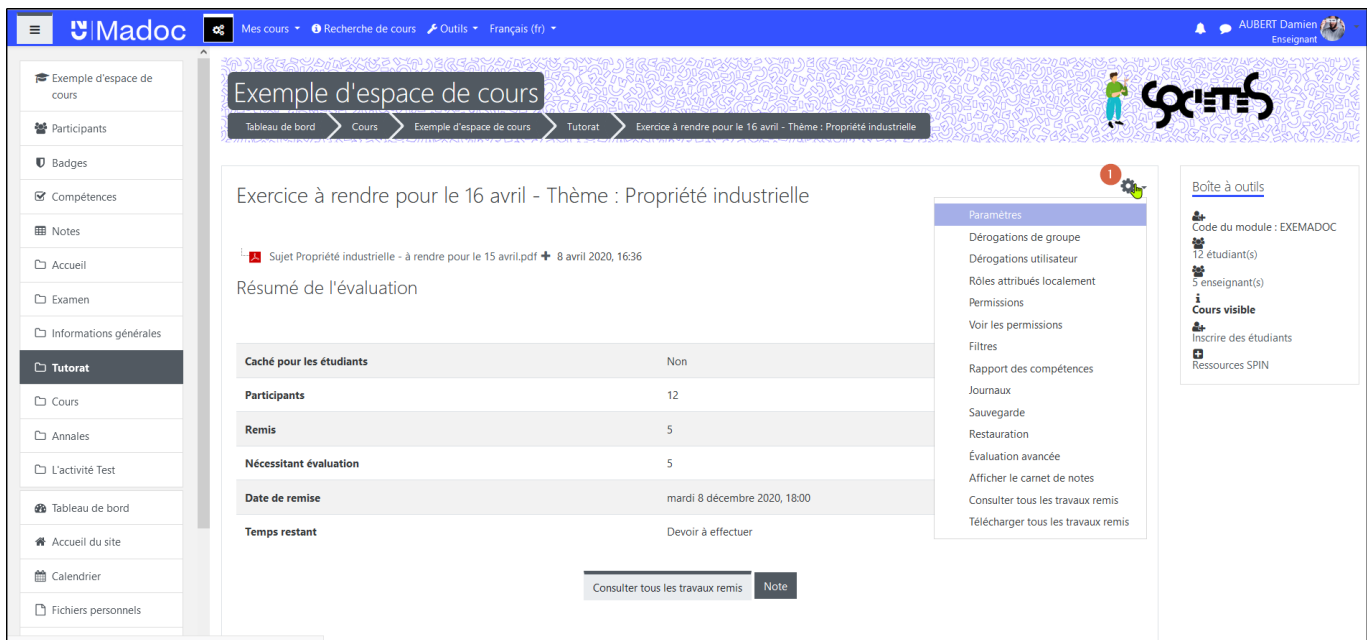 Madoc
Mes cours
Recherche de cours
Outils
Français (fr)
AUBERT Damien
Enseignant
Exemple d'espace de
cours
Participants
Badges
Compétences
Notes
Accueil
Examen
Informations générales
Tutorat
Cours
Annales
L'activité Test
Tableau de bord
Accueil du site
Calendrier
Fichiers personnels
Exemple d'espace de cours
Tableau de bord
Cours
Exemple d'espace de cours
Tutorat
Exercice à rendre pour le 16 avril - Thème : Propriété industrielle
SOCIETES
Exercice à rendre pour le 16 avril - Thème : Propriété industrielle
1
Sujet Propriété industrielle - à rendre pour le 15 avril.pdf
8 avril 2020, 16:36
Résumé de l'évaluation
Caché pour les étudiants Non
Participants 12
Remis 5
Nécessitant évaluation 5
Date de remise mardi 8 décembre 2020, 18:00
Temps restant Devoir à effectuer
Consulter tous les travaux remis
Note
Paramètres
Dérogations de groupe
Dérogations utilisateur
Rôles attribués localement
Permissions
Voir les permissions
Filtres
Rapport des compétences
Journaux
Sauvegarde
Restauration
Évaluation avancée
Afficher le carnet de notes
Consulter tous les travaux remis
Télécharger tous les travaux remis
Boîte à outils
Code du module : EXEMADOC
12 étudiant(s)
5 enseignant(s)
Cours visible
Inscrire des étudiants
Ressources SPIN